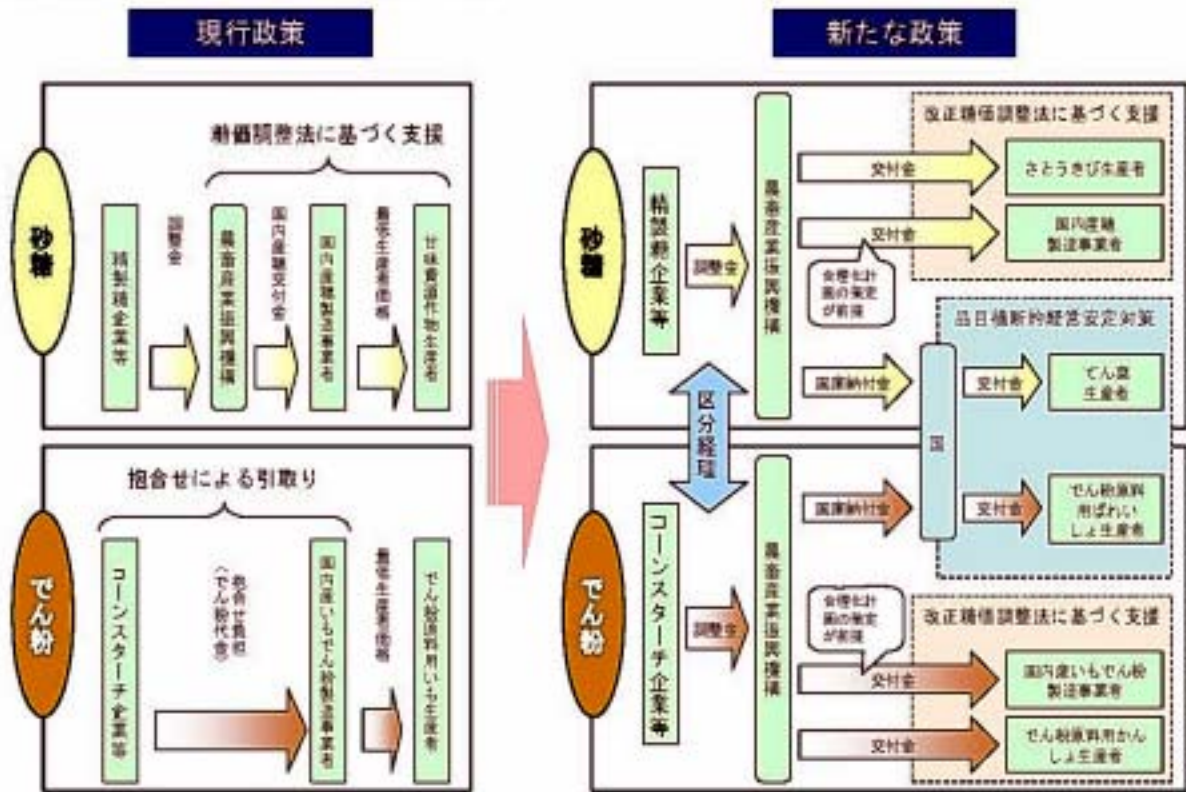 現行政策
砂糖
糖価調整法に基づく支援
精製糖企業等
調整金
農畜産業振興機構
国内産糖交付金
国内産糖製造事業者
最低生産者価格
甘味資源作物生産者
でん粉
抱合せによる引取り
コーンスターチ企業等
抱合せ負担
(でん粉代金)
国内産いもでん粉製造事業者
最低生産者価格
でん粉原料用いも生産者
新たな政策
砂糖
精製糖企業等
調整金
農畜産業振興機構
改正糖価調整法に基づく支援
交付金
さとうきび生産者
交付金
国内産糖
製造事業者
合理化計
画の策定
が前提
品目横断的経営安定対策
国庫納付金
国
交付金
てん菜
生産者
区分経理
でん粉
コーンスターチ企業等
調整金
農畜産業振興機構
国庫納付金
交付金
でん粉原料
用ばれい
しょ生産者
合理化計
画の策定
が前提
改正糖価調整法に基づく支援
交付金
国内産いもでん粉
製造事業者
交付金
でん粉原料用かん
しょ生産者